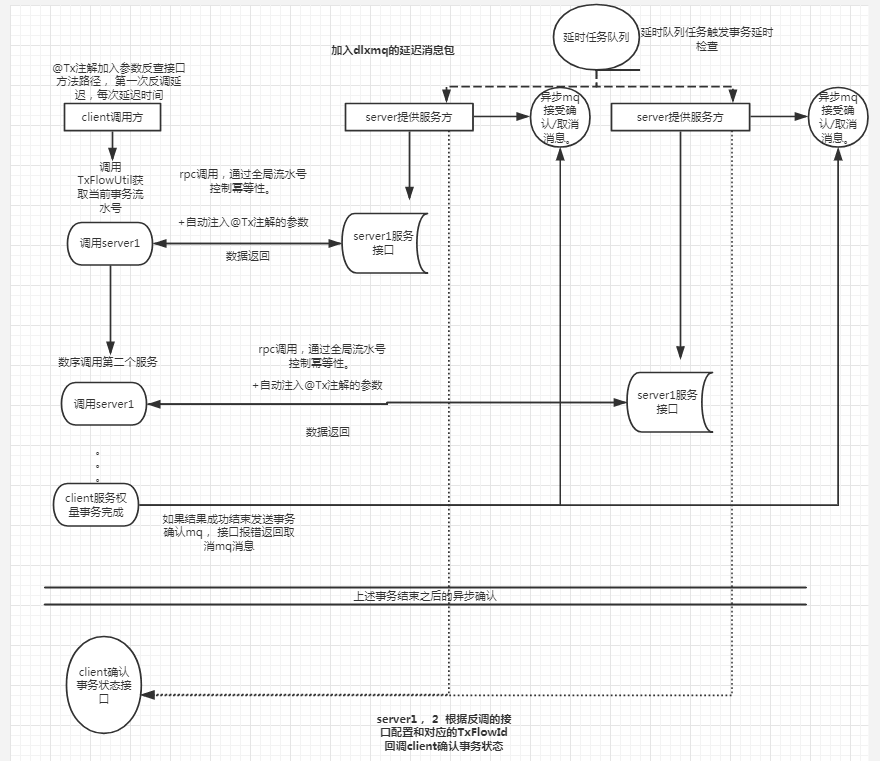 延时任务队列
延时队列任务触发事务延时
检查
加入dlxmq的延迟消息包
@Tx注解加入参数反查接口
方法路径，第一次反调延
迟，每次延迟时间
client调用方
server提供服务方
异步mq
接受确
认/取消
消息。
server提供服务方
异步mq
接受确
认/取消
消息。
调用
TxFlowUtil获
取当前事务流
水号
rpc调用，通过全局流水号
控制幂等性。
+自动注入@Tx注解的参数
调用server1
数据返回
server1服务
接口
数序调用第二个服务
rpc调用，通过全局流水号
控制幂等性。
+自动注入@Tx注解的参数
调用server1
数据返回
server1服务
接口
。
。
。
client服务权
量事务完成
如果结果成功结束发送事务
确认mq， 接口报错返回取
消mq消息
上述事务结束之后的异步确认
client确认
事务状态接
口
server1， 2 根据反调的接
口配置和对应的TxFlowId
回调client确认事务状态